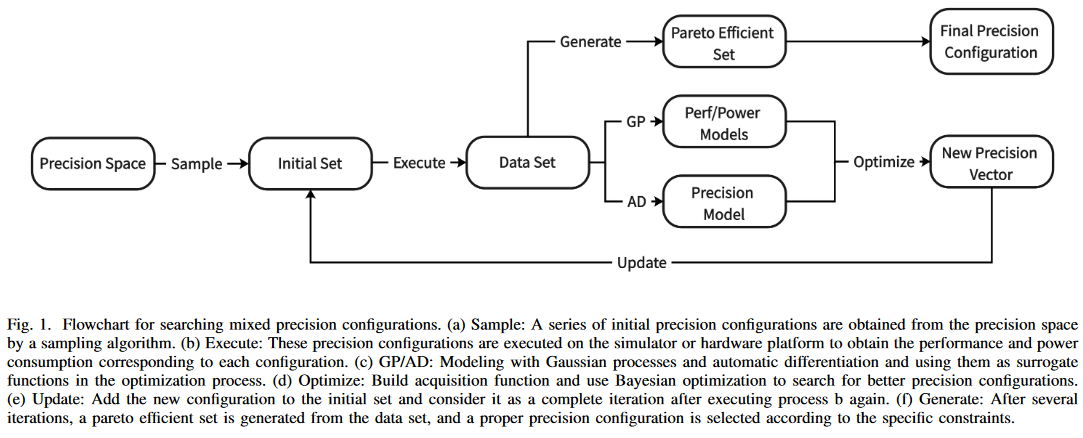 Generate
Pareto Efficient
Set
Final Precision
Configuration
Precision Space
Sample
Initial Set
Execute
Data Set
GP
Perf/Power
Models
AD
Precision
Model
Optimize
New Precision
Vector
Update
Fig. 1. Flowchart for searching mixed precision configurations. (a) Sample: A series of initial precision configurations are obtained from the precision space
by a sampling algorithm. (b) Execute: These precision configurations are executed on the simulator or hardware platform to obtain the performance and power
consumption corresponding to each configuration. (c) GP/AD: Modeling with Gaussian processes and automatic differentiation and using them as surrogate
functions in the optimization process. (d) Optimize: Build acquisition function and use Bayesian optimization to search for better precision configurations.
(e) Update: Add the new configuration to the initial set and consider it as a complete iteration after executing process b again. (f) Generate: After several
iterations, a pareto efficient set is generated from the data set, and a proper precision configuration is selected according to the specific constraints.